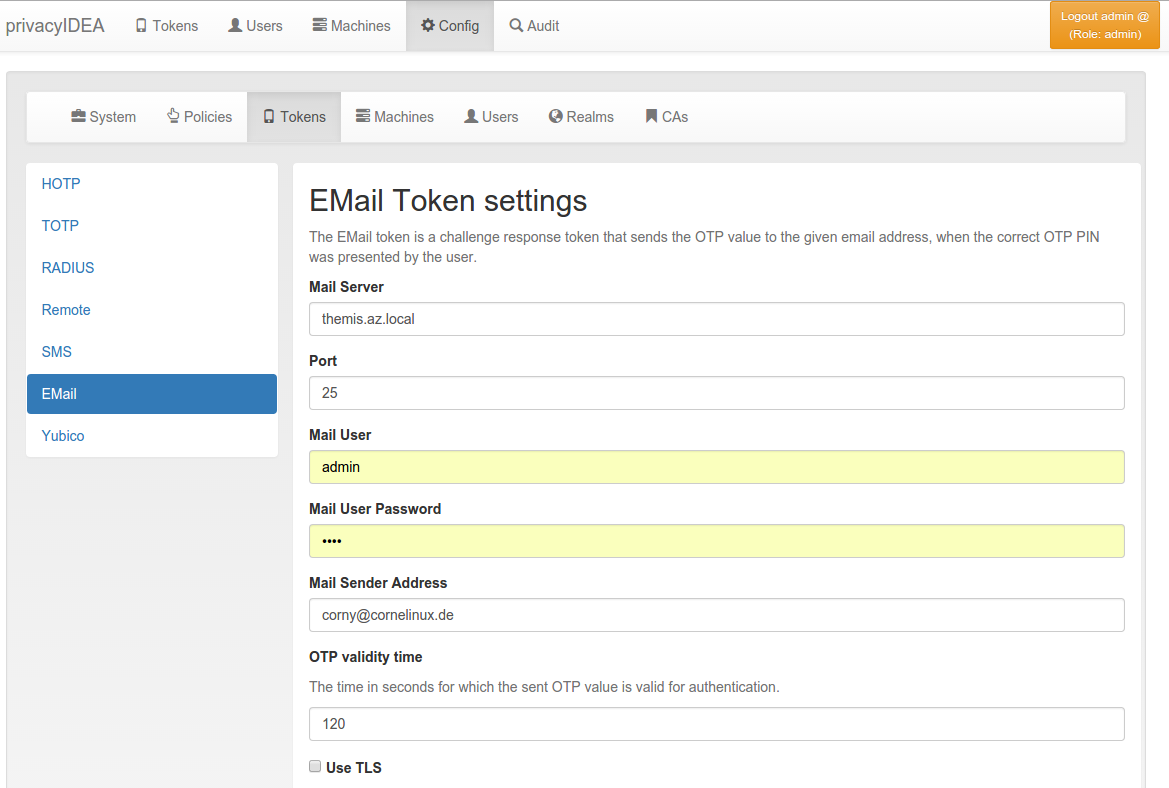 privacyIDEA Tokens Users Machines Config Audit
Logout admin @
(Role: admin)
System Policies Tokens Machines Users Realms CAs
HOTP
TOTP
RADIUS
Remote
SMS
EMail
Yubico
EMail Token settings
The EMail token is a challenge response token that sends the OTP value to the given email address, when the correct OTP PIN
was presented by the user.
Mail Server
themis.az.local
Port
25
Mail User
admin
Mail User Password
••••
Mail Sender Address
corny@cornelinux.de
OTP validity time
The time in seconds for which the sent OTP value is valid for authentication.
120
Use TLS